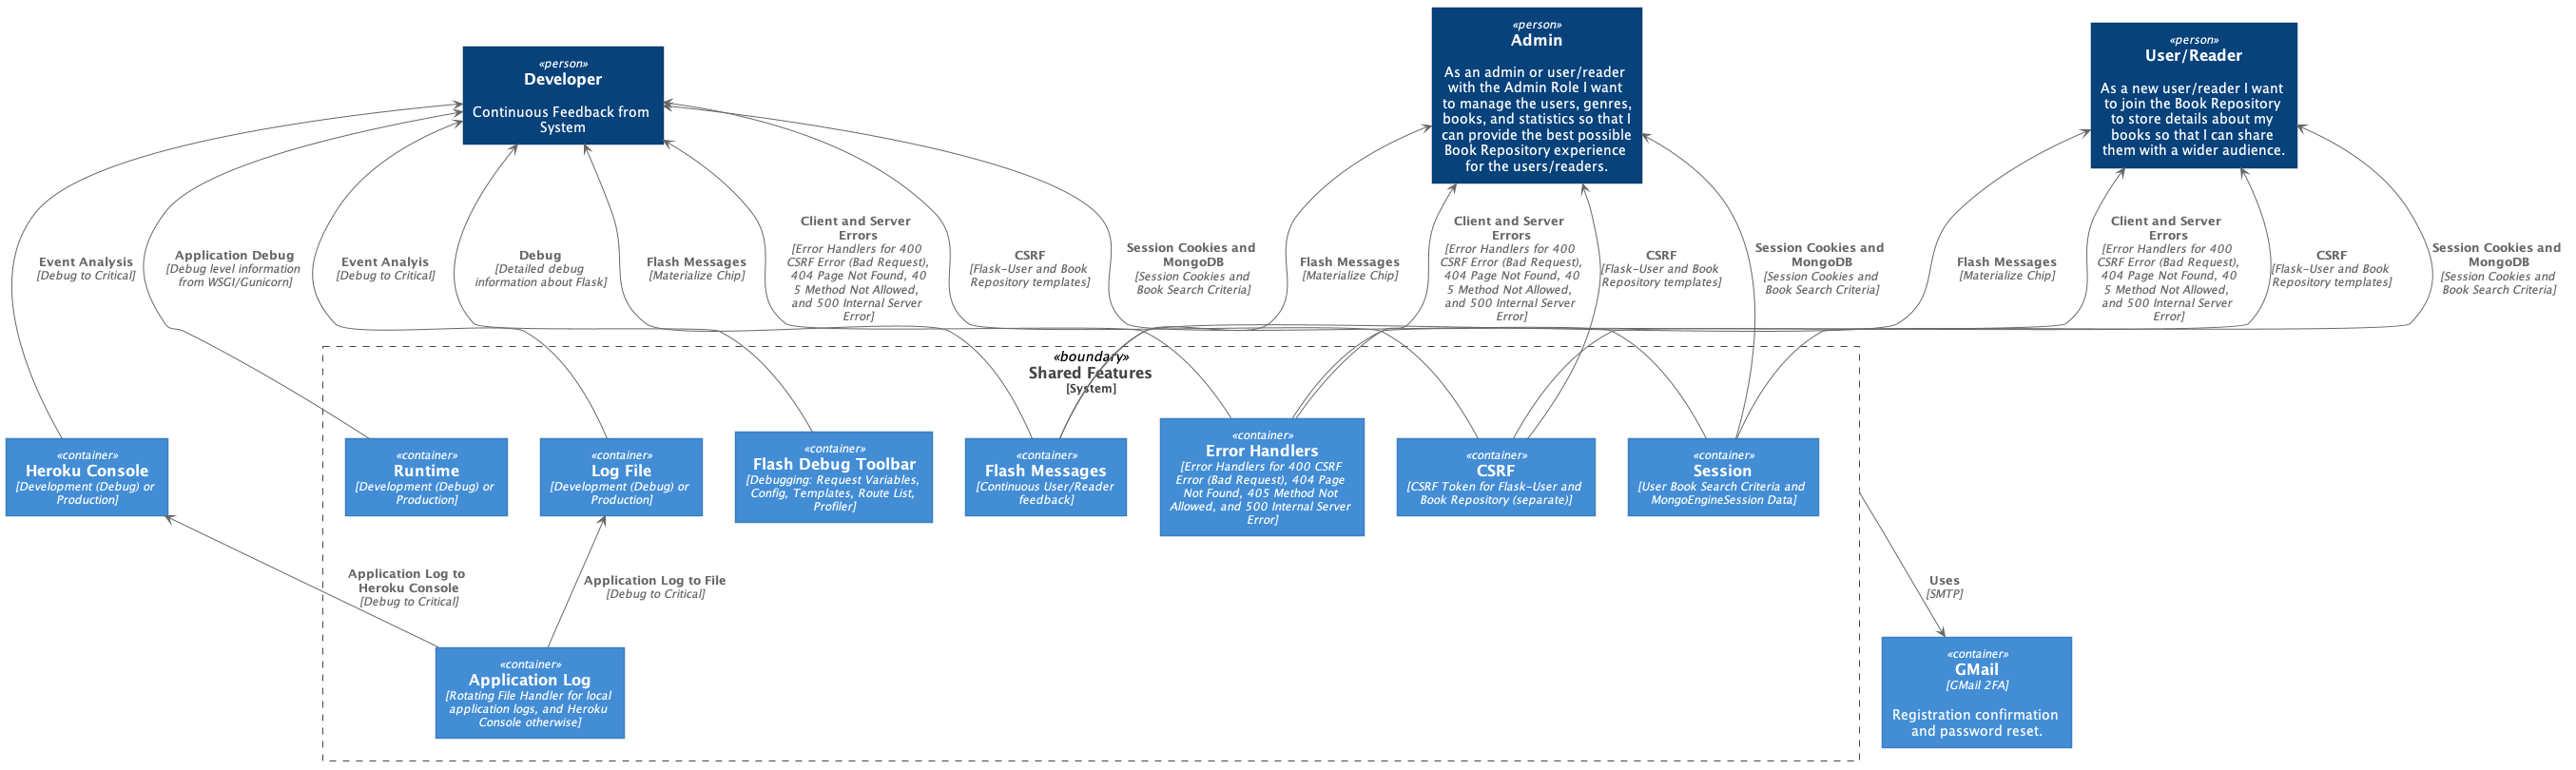 «person»
Developer
Continuous Feedback from
System
«person»
Admin
As an admin or user/reader
with the Admin Role I want
to manage the users, genres,
books, and statistics so that I
can provide the best possible
Book Repository experience
for the users/readers.
«person»
User/Reader
As a new user/reader I want
to join the Book Repository
to store details about my
books so that I can share
them with a wider audience.
Event Analysis
[Debug to Critical]
Application Debug
[Debug level information
from WSGI/Gunicorn]
Event Analyis
[Debug to Critical]
Debug
[Detailed debug
information about Flask]
Flash Messages
[Materialize Chip]
Client and Server
Errors
[Error Handlers for 400
CSRF Error (Bad Request),
404 Page Not Found, 40
5 Method Not Allowed,
and 500 Internal Server
Error]
CSRF
[Flask-User and Book
Repository templates]
Session Cookies and
MongoDB
[Session Cookies and
Book Search Criteria]
Flash Messages
[Materialize Chip]
Client and Server
Errors
[Error Handlers for 400
CSRF Error (Bad Request),
404 Page Not Found, 40
5 Method Not Allowed,
and 500 Internal Server
Error]
CSRF
[Flask-User and Book
Repository templates]
Session Cookies and
MongoDB
[Session Cookies and
Book Search Criteria]
Flash Messages
[Materialize Chip]
Client and Server
Errors
[Error Handlers for 400
CSRF Error (Bad Request),
404 Page Not Found, 40
5 Method Not Allowed,
and 500 Internal Server
Error]
CSRF
[Flask-User and Book
Repository templates]
Session Cookies and
MongoDB
[Session Cookies and
Book Search Criteria]
«boundary»
Shared Features
[System]
«container»
Heroku Console
[Development (Debug) or
Production]
«container»
Runtime
[Development (Debug) or
Production]
«container»
Log File
[Development (Debug) or
Production]
«container»
Flash Debug Toolbar
[Debugging: Request Variables,
Config, Templates, Route List,
Profiler]
«container»
Flash Messages
[Continuous User/Reader
feedback]
«container»
Error Handlers
[Error Handlers for 400 CSRF
Error (Bad Request), 404 Page
Not Found, 405 Method Not
Allowed, and 500 Internal Server
Error]
«container»
CSRF
[CSRF Token for Flask-User and
Book Repository (separate)]
«container»
Session
[User Book Search Criteria and
MongoEngineSession Data]
Application Log to
Heroku Console
[Debug to Critical]
Application Log to File
[Debug to Critical]
Uses
[SMTP]
«container»
Application Log
[Rotating File Handler for local
application logs, and Heroku
Console otherwise]
«container»
GMail
[GMail 2FA]
Registration confirmation
and password reset.